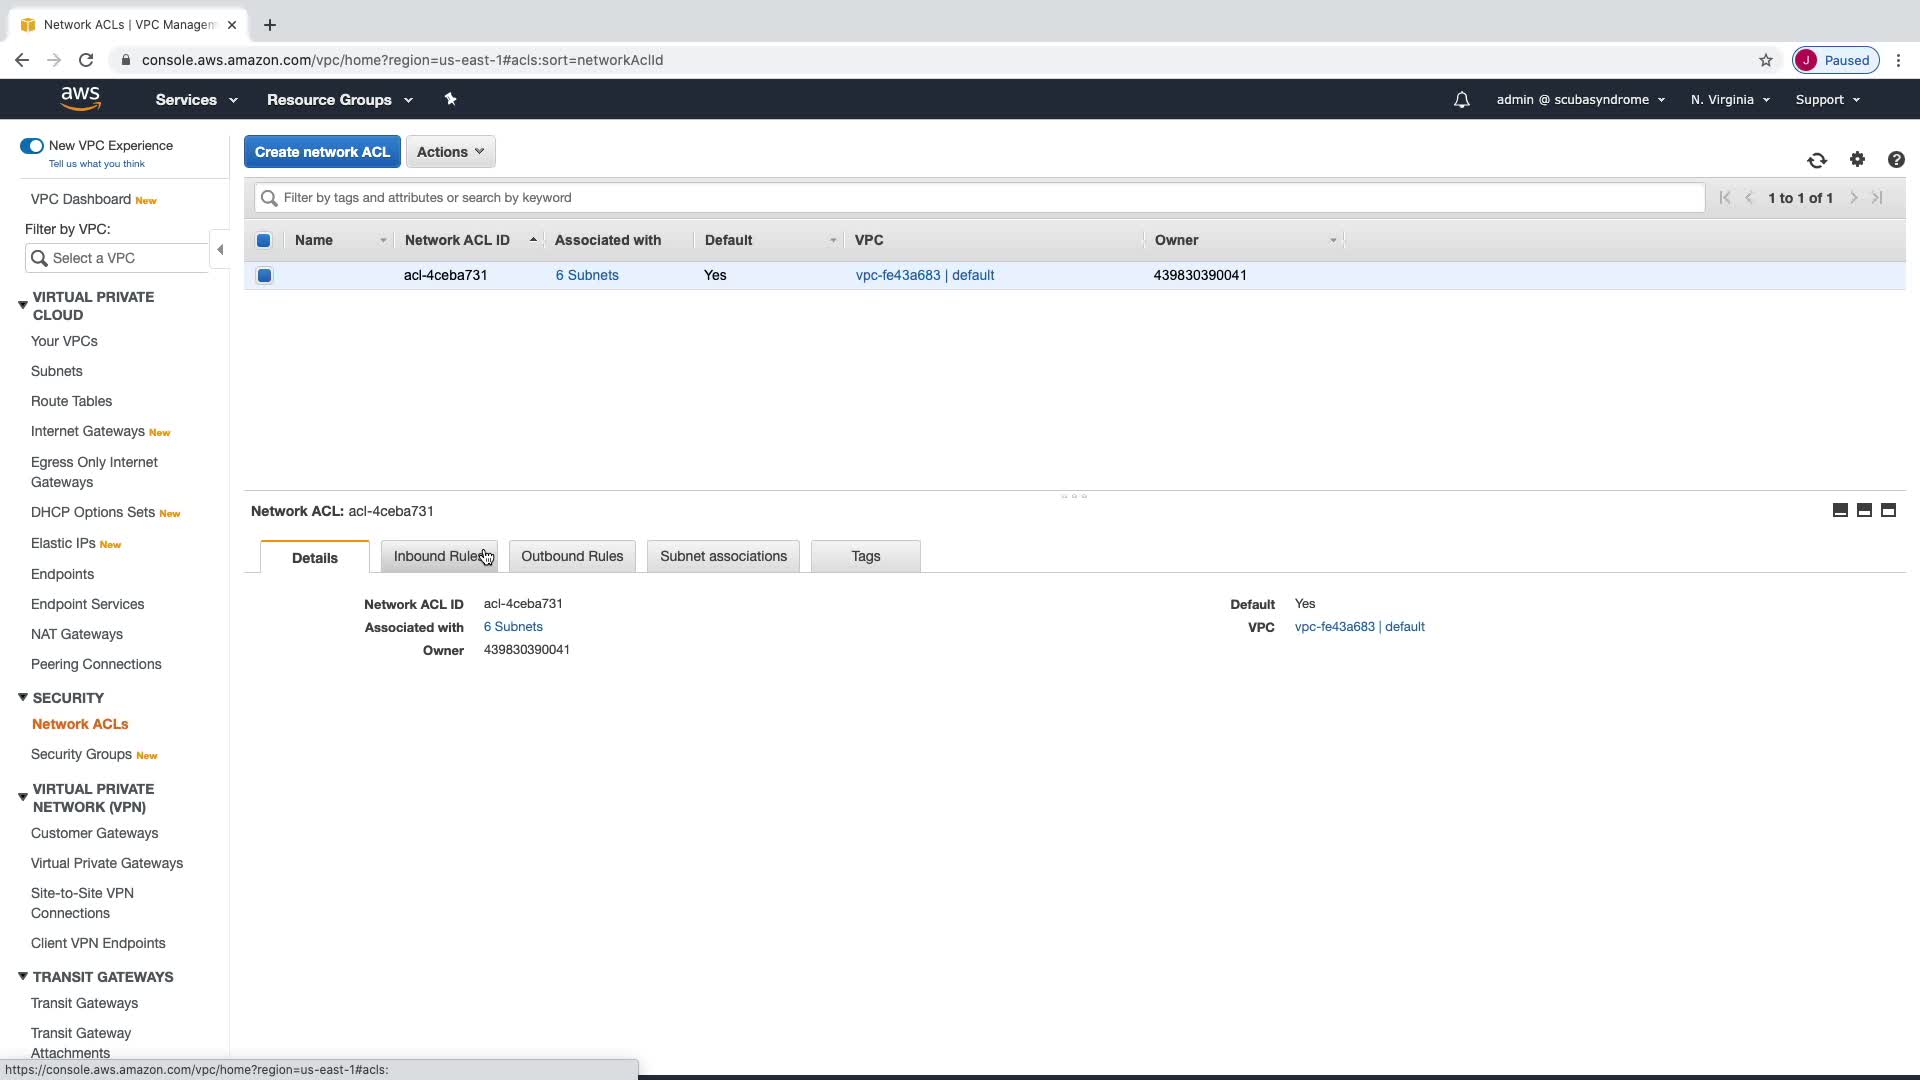 Network ACLs | VPC Managem
console.aws.amazon.com/vpc/home?region=us-east-1#acls:sort=networkAclId
J Paused
aws Services Resource Groups admin @ scubasyndrome N. Virginia Support
New VPC Experience
Tell us what you think
VPC Dashboard New
Filter by VPC:
Select a VPC
VIRTUAL PRIVATE
CLOUD
Your VPCs
Subnets
Route Tables
Internet Gateways New
Egress Only Internet
Gateways
DHCP Options Sets New
Elastic IPs New
Endpoints
Endpoint Services
NAT Gateways
Peering Connections
SECURITY
Network ACLs
Security Groups New
VIRTUAL PRIVATE
NETWORK (VPN)
Customer Gateways
Virtual Private Gateways
Site-to-Site VPN
Connections
Client VPN Endpoints
TRANSIT GATEWAYS
Transit Gateways
Transit Gateway
Attachments
Create network ACL Actions
Filter by tags and attributes or search by keyword
1 to 1 of 1
Name Network ACL ID Associated with Default VPC Owner
acl-4ceba731 6 Subnets Yes vpc-fe43a683 | default 439830390041
Network ACL: acl-4ceba731
Details Inbound Rules Outbound Rules Subnet associations Tags
Network ACL ID acl-4ceba731 Default Yes
Associated with 6 Subnets VPC vpc-fe43a683 | default
Owner 439830390041
https://console.aws.amazon.com/vpc/home?region=us-east-1#acls: